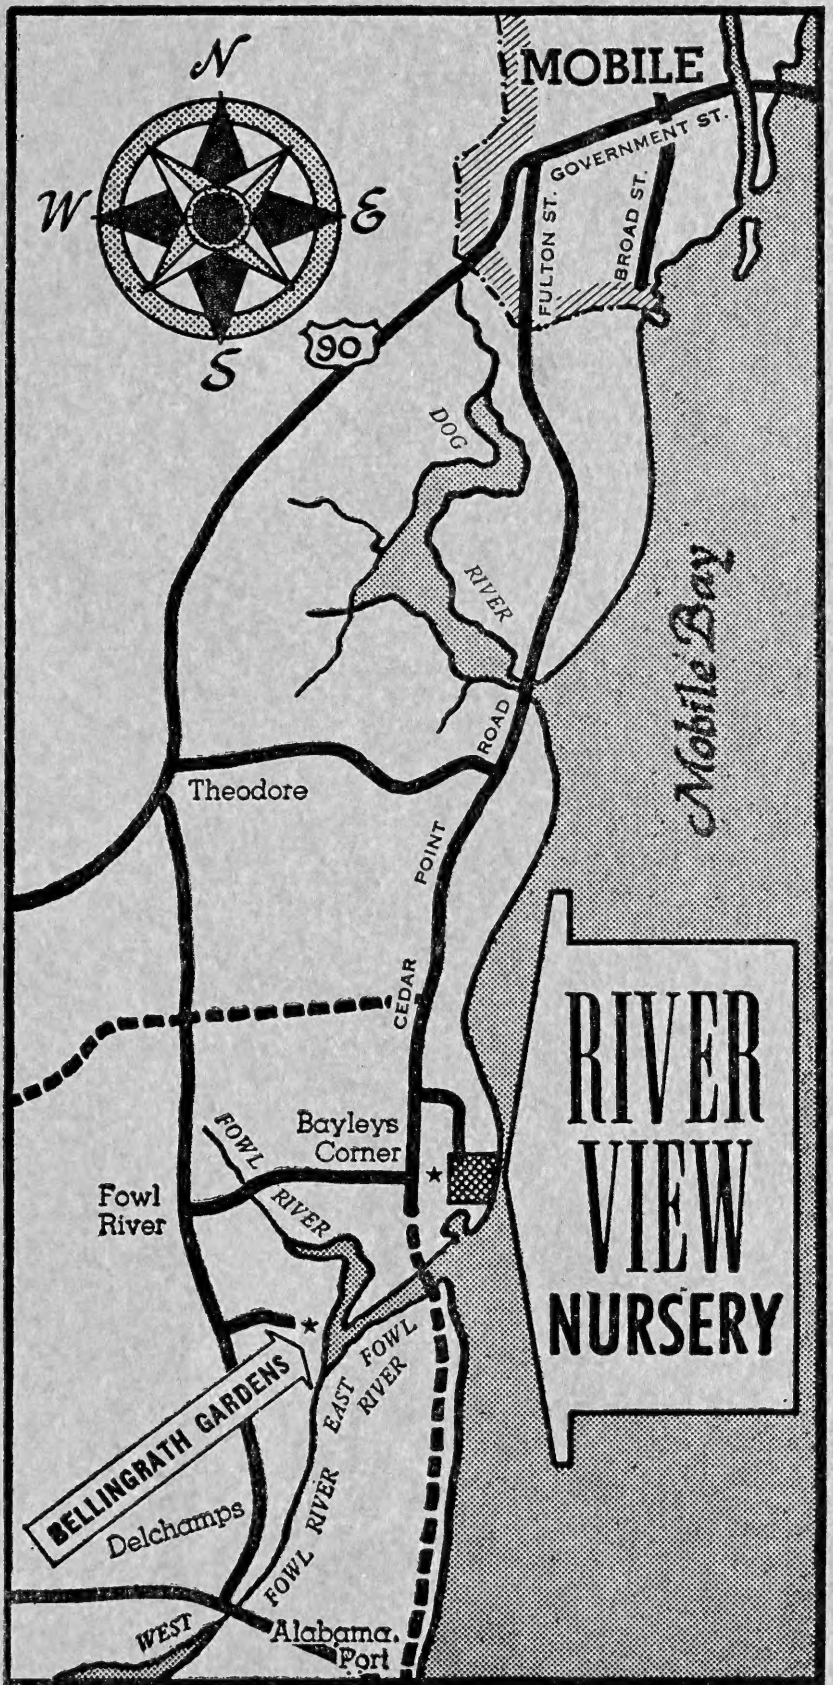 N
W
E
S
MOBILE
GOVERNMENT ST.
FULTON ST.
BROAD ST.
90
DOG
RIVER
Mobile Bay
ROAD
Theodore
POINT
CEDAR
RIVER
VIEW
NURSERY
Bayleys
Corner
FOWL
RIVER
Fowl
River
BELLINGRATH GARDENS
EAST FOWL
RIVER
Delchamps
FOWL RIVER
WEST
Alabama.
Port